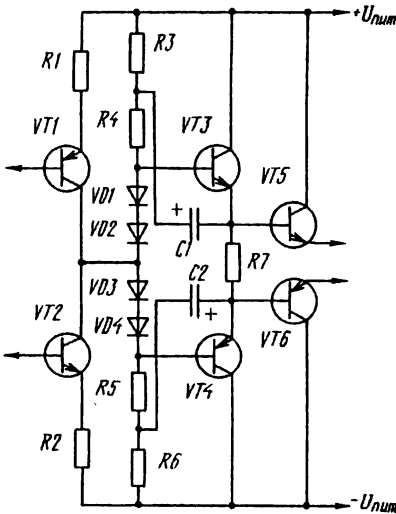 +Uпит
R1
R3
R4
VT1
VT3
VD1
VT5
VD2
+
C1
R7
C2
VD3
VT2
VD4
+
VT6
R5
VT4
R2
R6
-Uпит